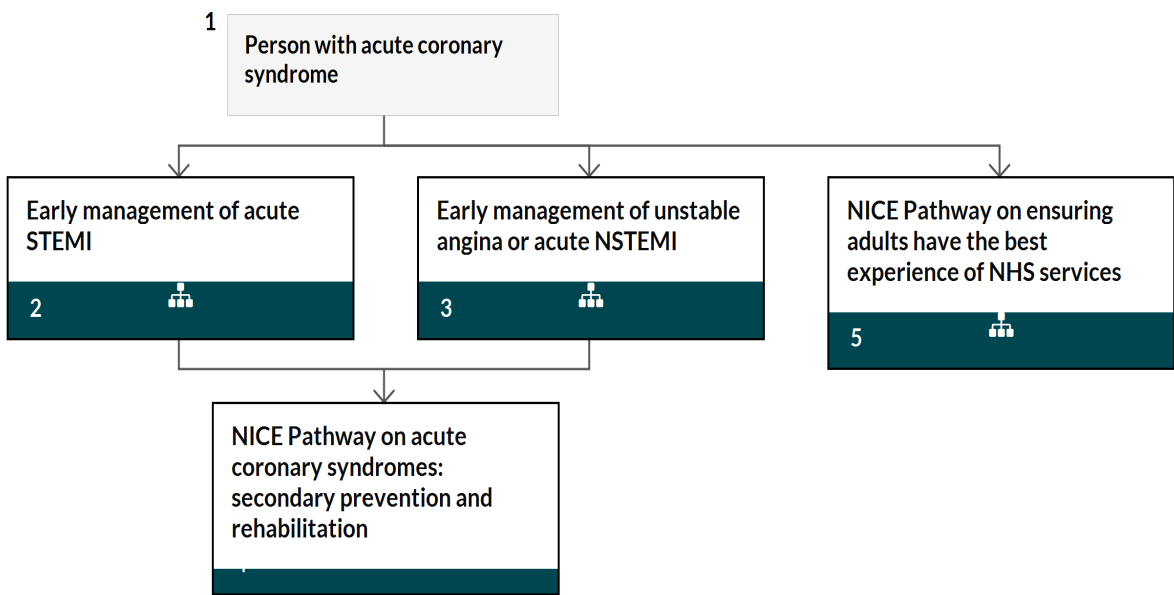 1
Person with acute coronary
syndrome
Early management of acute
STEMI
2
Early management of unstable
angina or acute NSTEMI
3
NICE Pathway on ensuring
adults have the best
experience of NHS services
5
NICE Pathway on acute
coronary syndromes:
secondary prevention and
rehabilitation